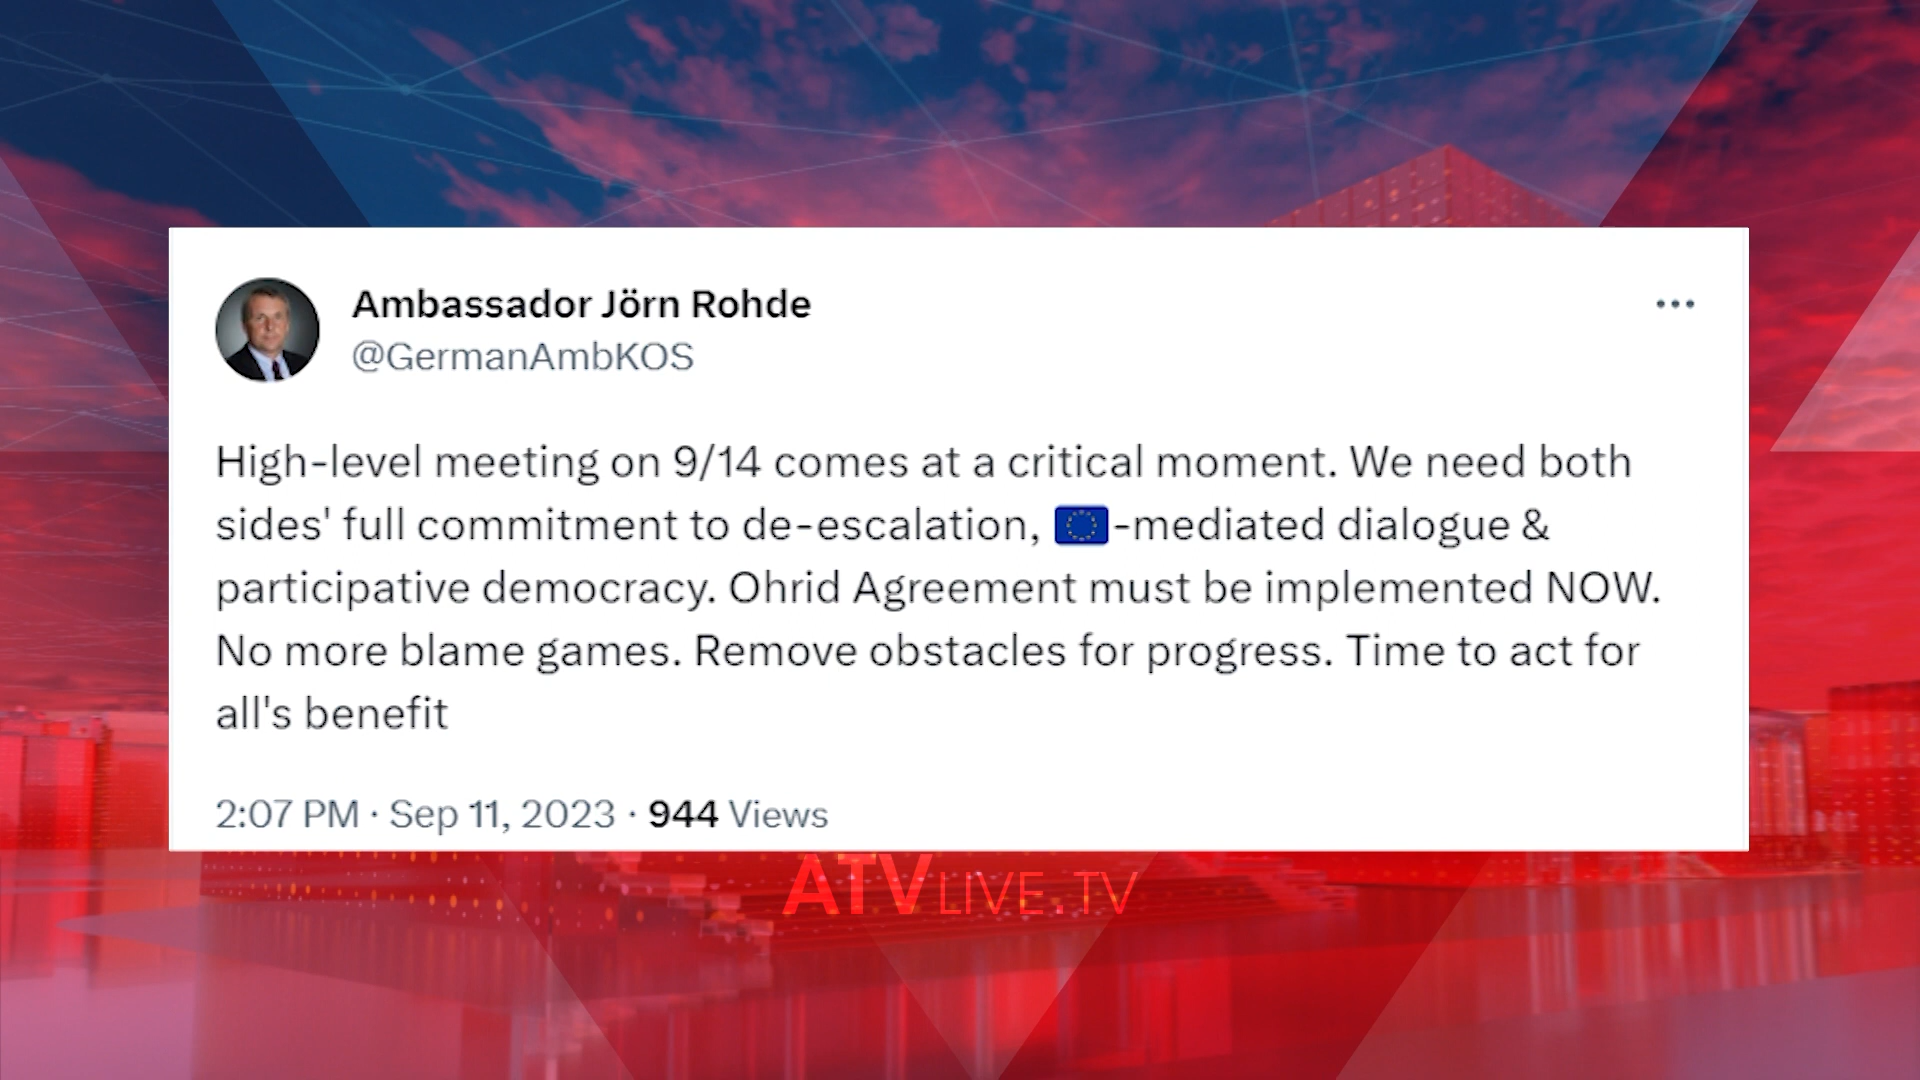 Ambassador Jörn Rohde
@GermanAmbKOS
High-level meeting on 9/14 comes at a critical moment. We need both
sides' full commitment to de-escalation, 🇪🇺-mediated dialogue &
participative democracy. Ohrid Agreement must be implemented NOW.
No more blame games. Remove obstacles for progress. Time to act for
all's benefit
2:07 PM · Sep 11, 2023 · 944 Views
ATVLIVE.TV